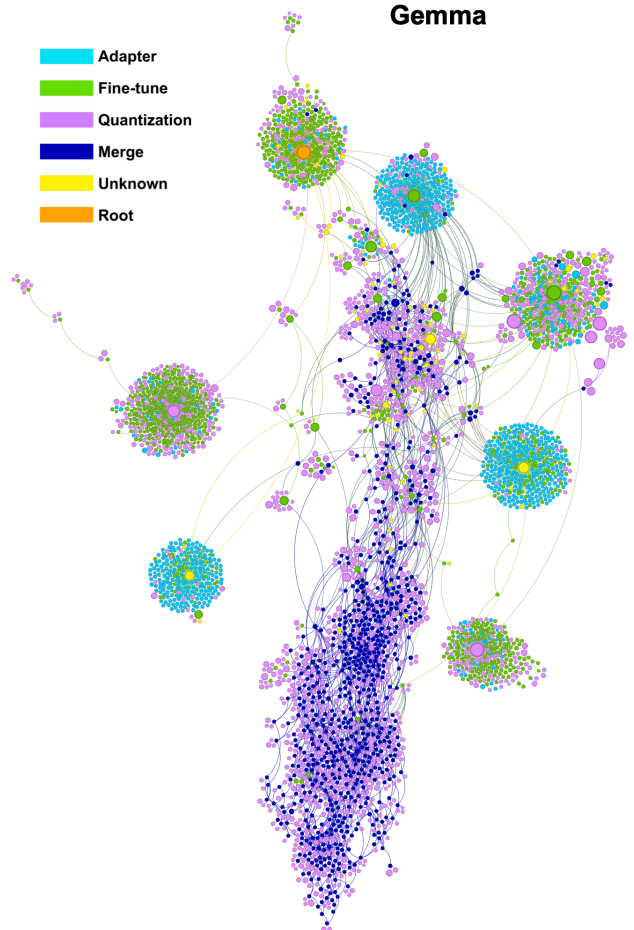 Gemma
Adapter
Fine-tune
Quantization
Merge
Unknown
Root